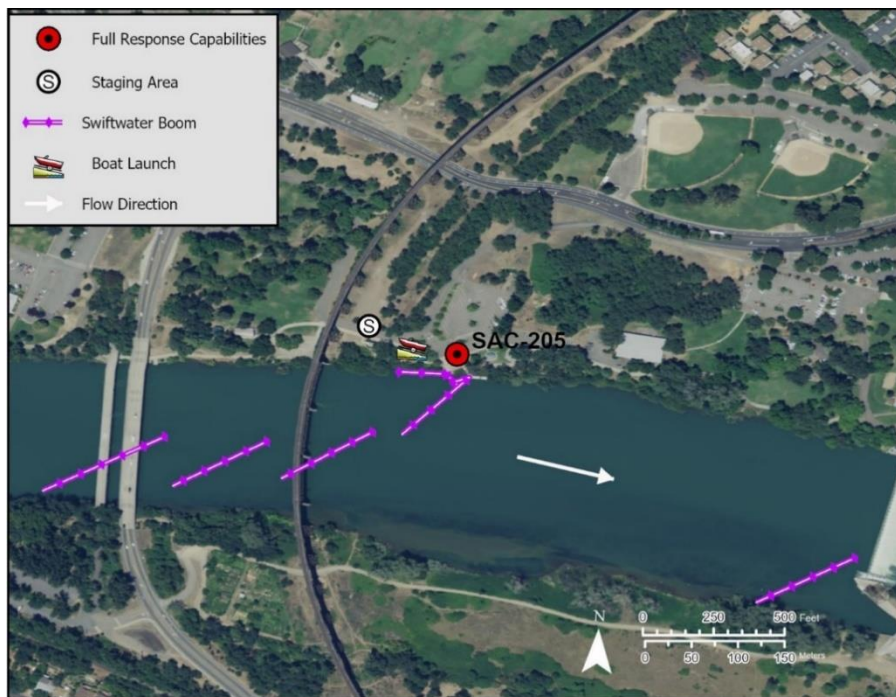 Full Response Capabilities
S
Staging Area
Swiftwater Boom
Boat Launch
Flow Direction
S
SAC-205
N
0 250 500 Feet
0 50 100 150 Meters